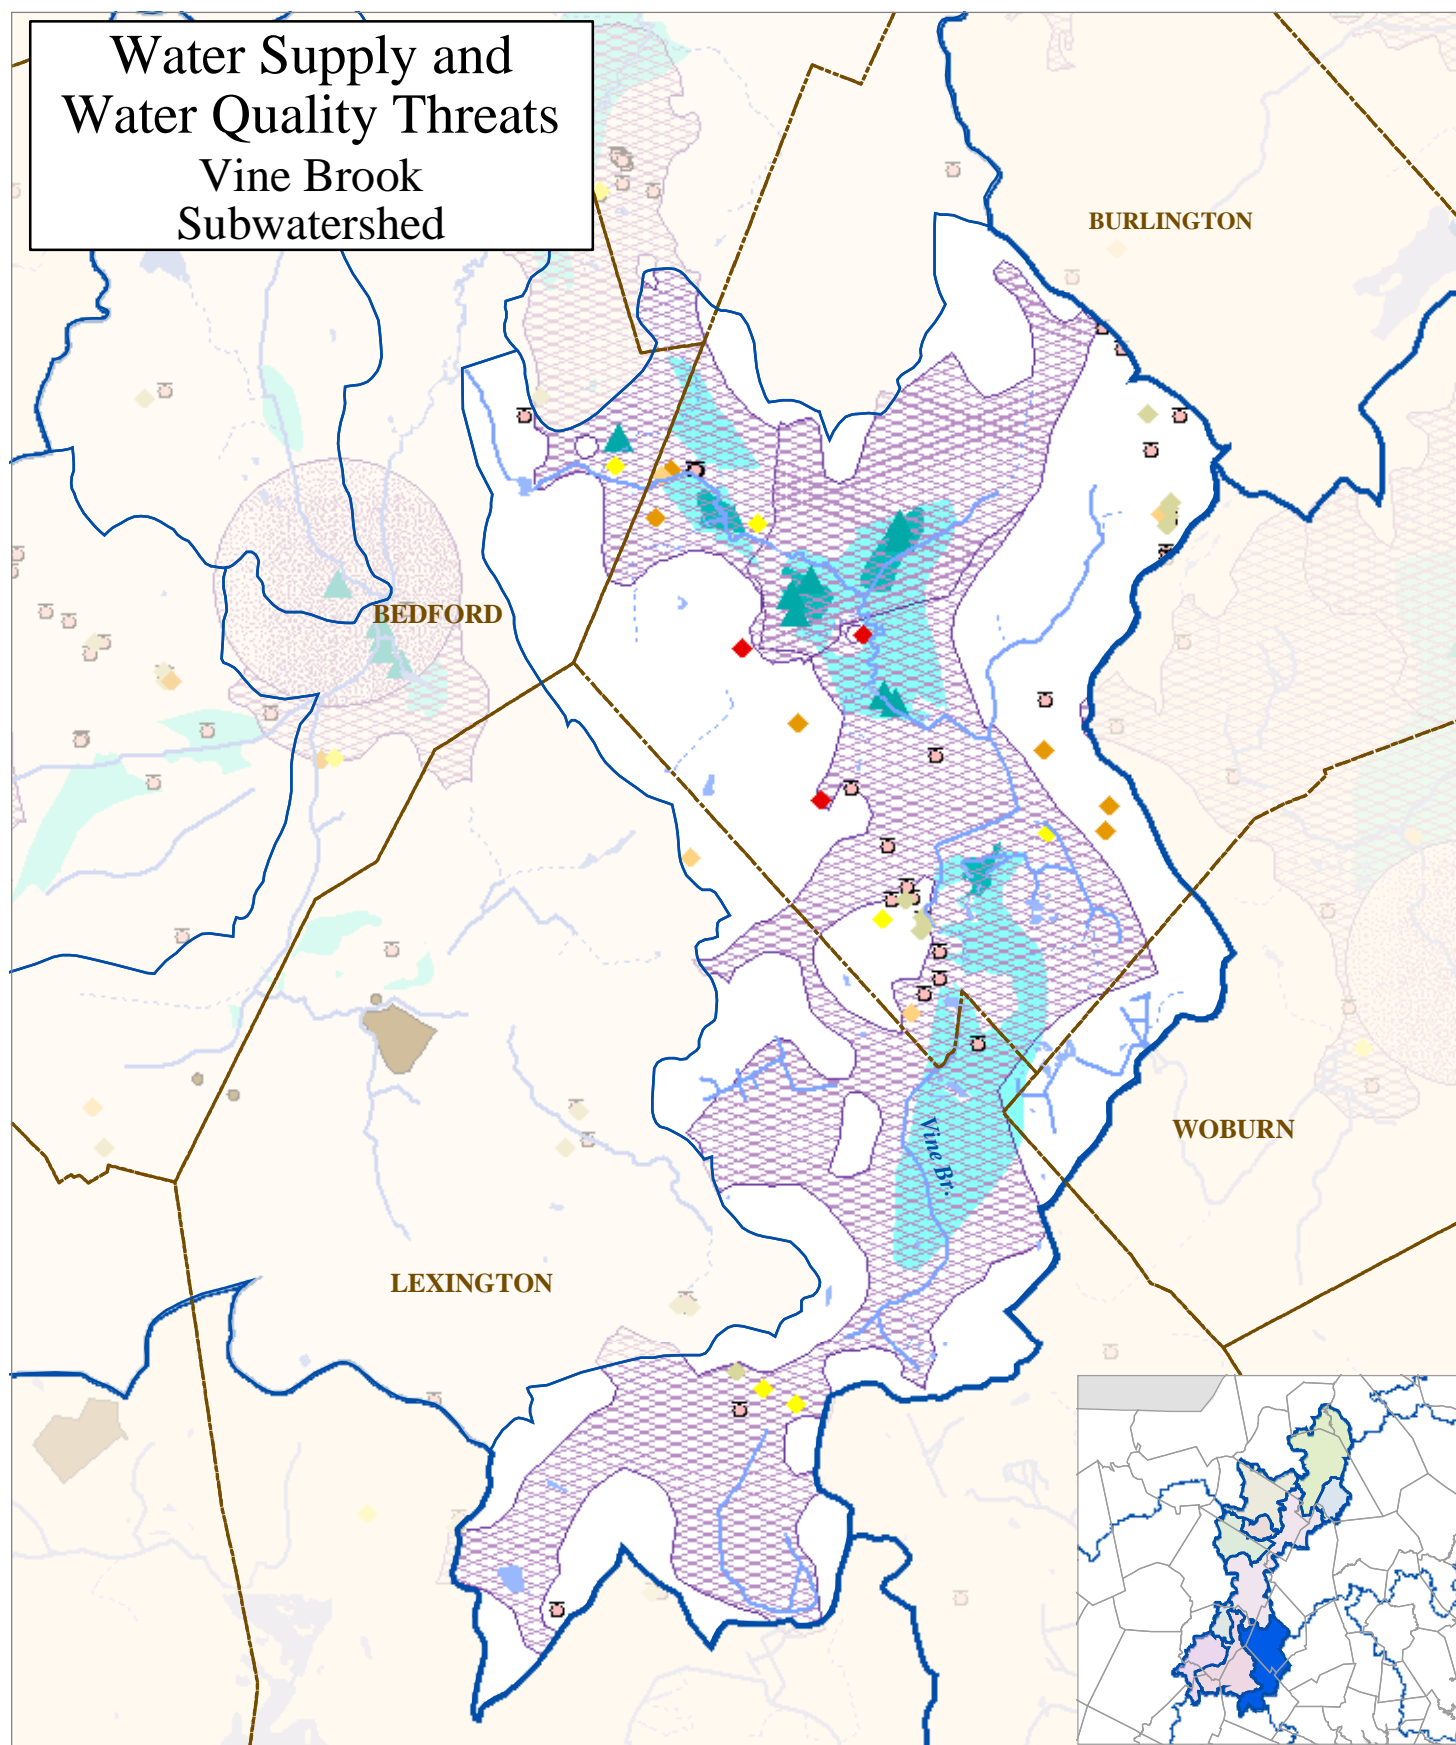 Water Supply and
Water Quality Threats
Vine Brook
Subwatershed
BURLINGTON
BEDFORD
WOBURN
Vine Br.
LEXINGTON